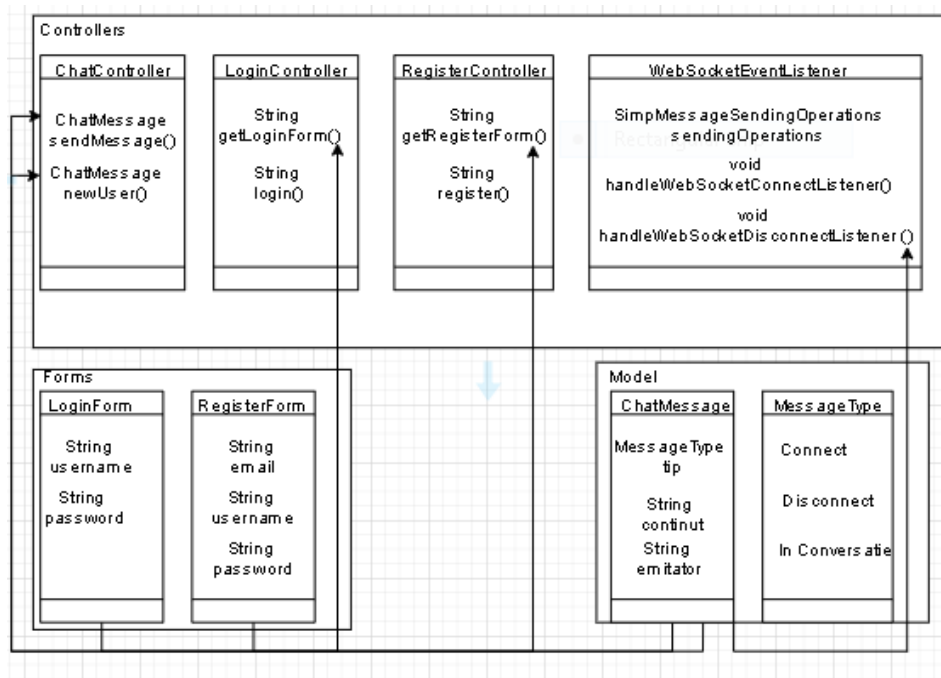 Controllers
ChatController
ChatMessage
sendMessage()
ChatMessage
newUser()
LoginController
String
getLoginForm()
String
login()
RegisterController
String
getRegisterForm()
String
register()
WebSocketEventListener
SimpMessageSendingOperations
sendingOperations
void
handleWebSocketConnectListener()
void
handleWebSocketDisconnectListener()
Forms
LoginForm
String
username
String
password
RegisterForm
String
email
String
username
String
password
Model
ChatMessage
MessageType
tip
String
continut
String
emitator
MessageType
Connect
Disconnect
In Conversatie